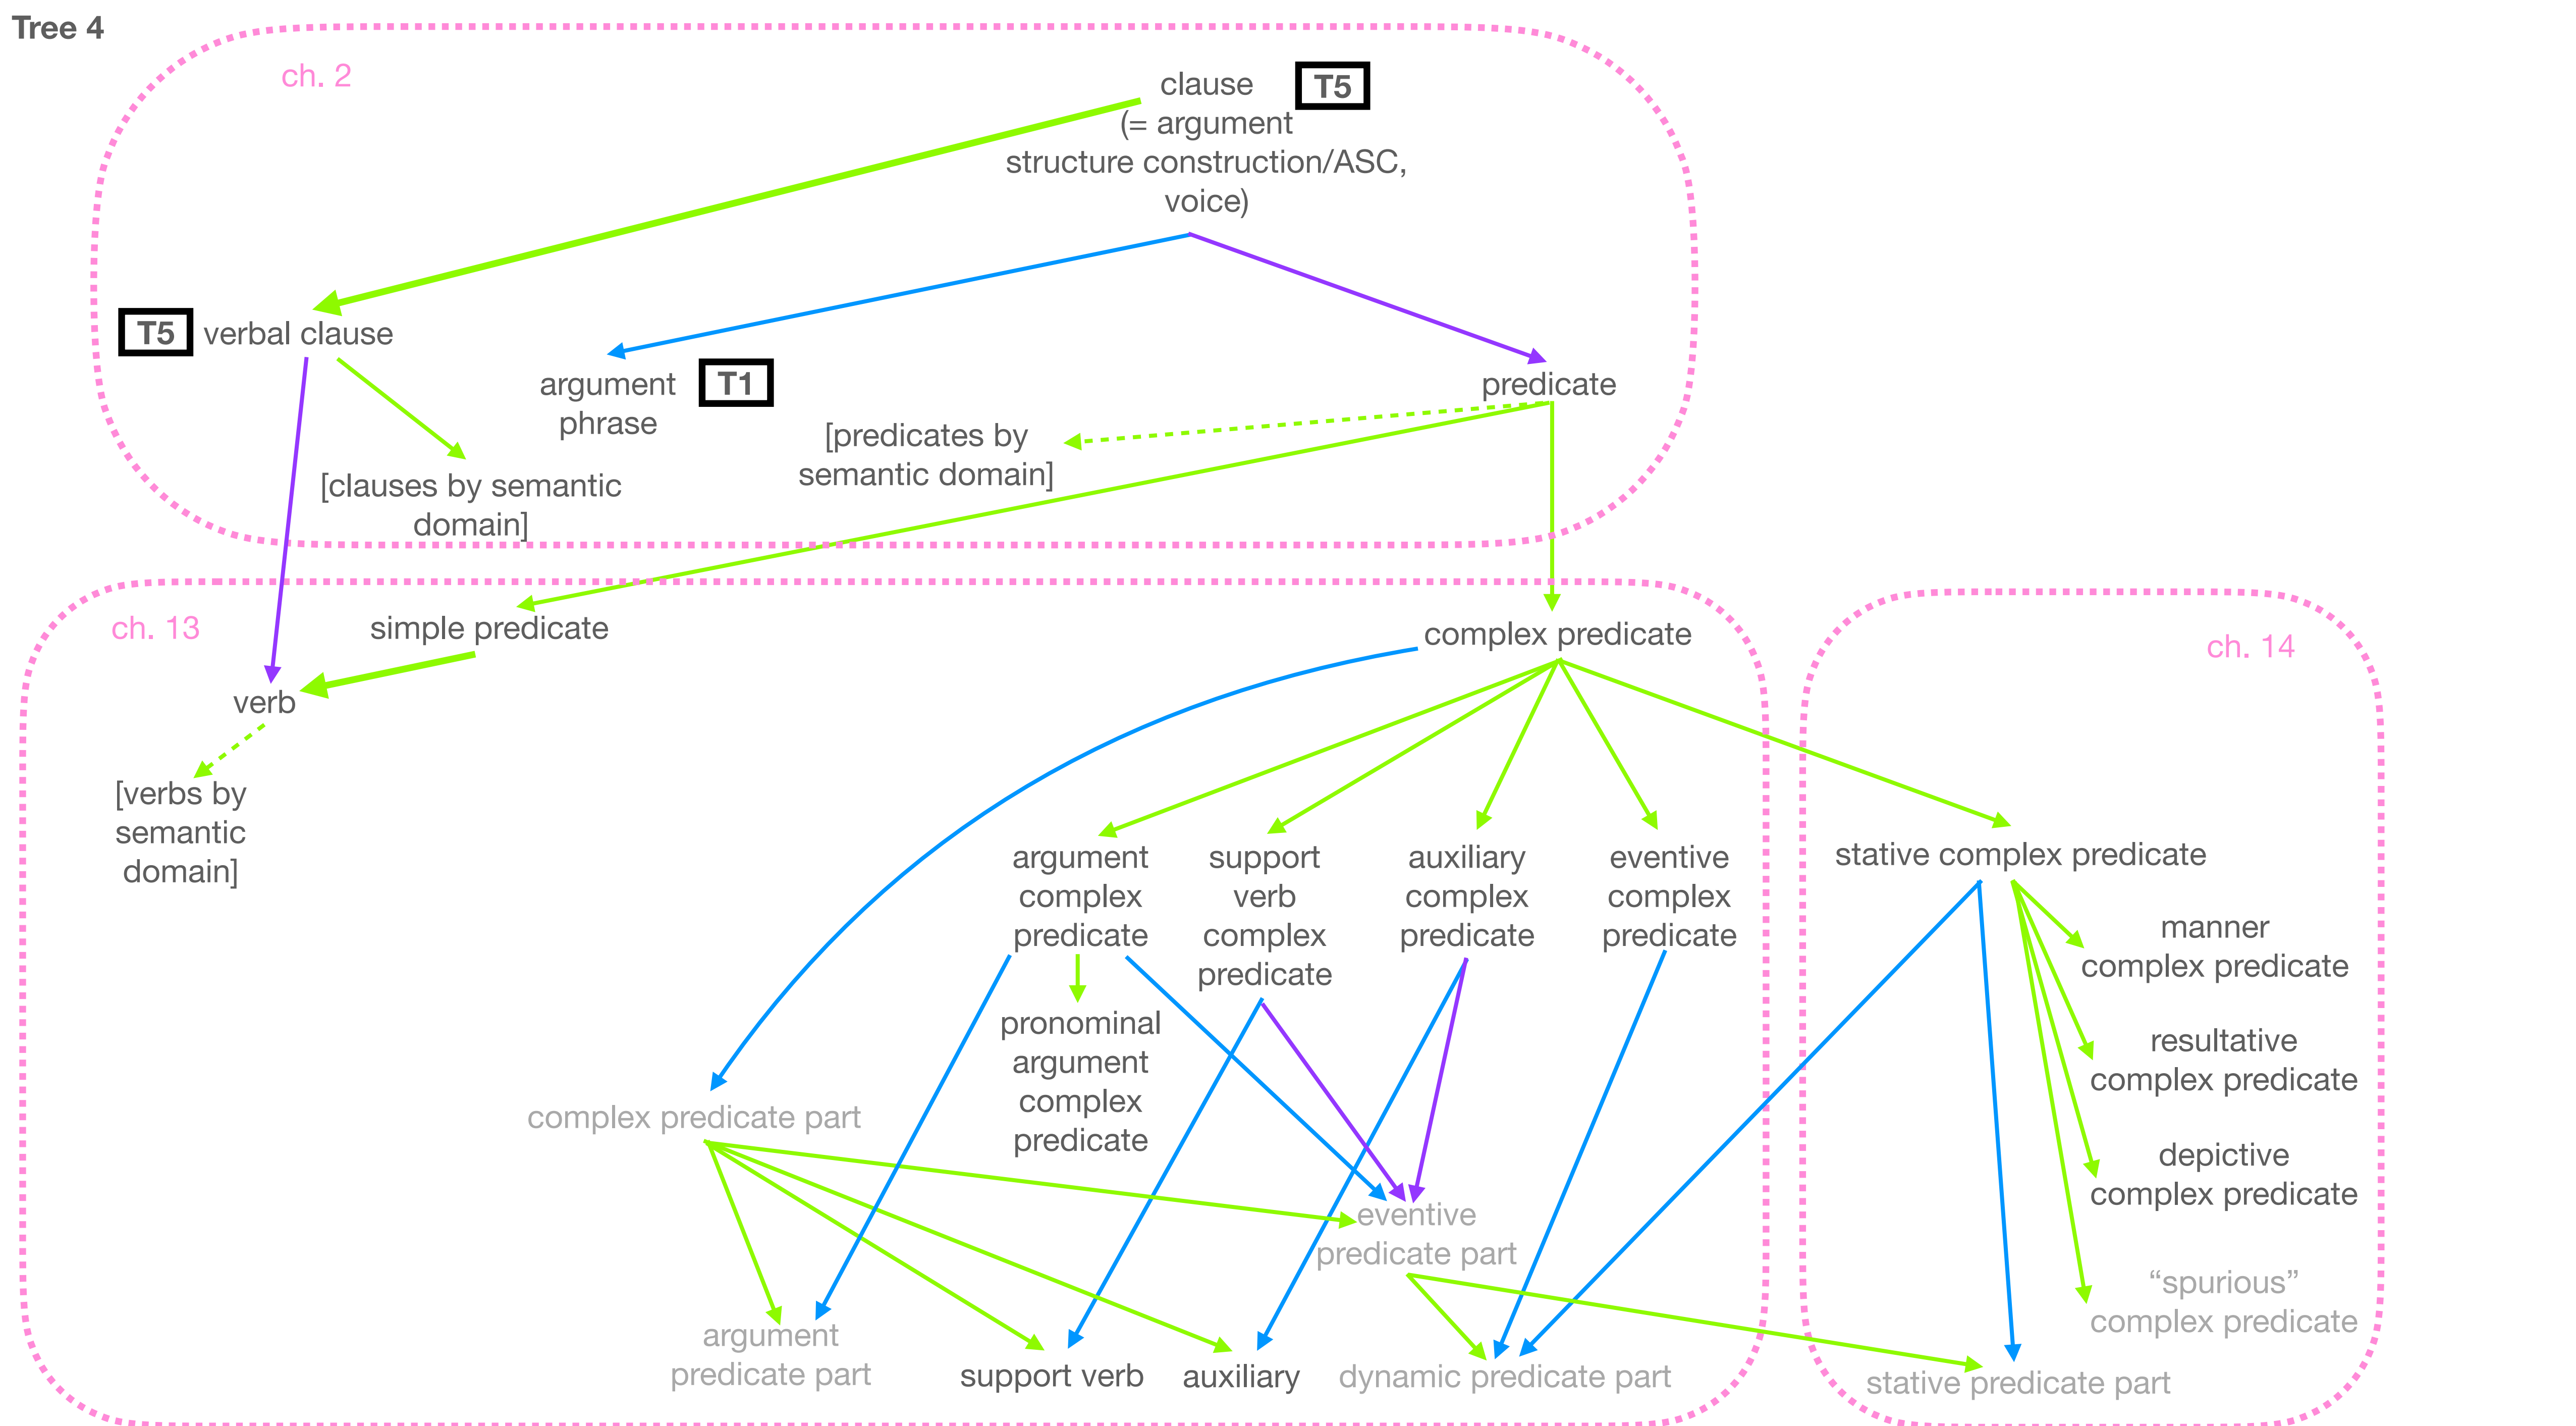 Tree 4
ch. 2
clause
T5
(= argument
structure construction/ASC,
voice)
T5
verbal clause
argument
phrase
T1
predicate
[predicates by
semantic domain]
[clauses by semantic
domain]
ch. 13
simple predicate
complex predicate
ch. 14
verb
[verbs by
semantic
domain]
argument
complex
predicate
support
verb
complex
predicate
auxiliary
complex
predicate
eventive
complex
predicate
stative complex predicate
manner
complex predicate
pronominal
argument
complex
predicate
resultative
complex predicate
complex predicate part
depictive
complex predicate
eventive
predicate part
“spurious”
complex predicate
argument
predicate part
support verb
auxiliary
dynamic predicate part
stative predicate part